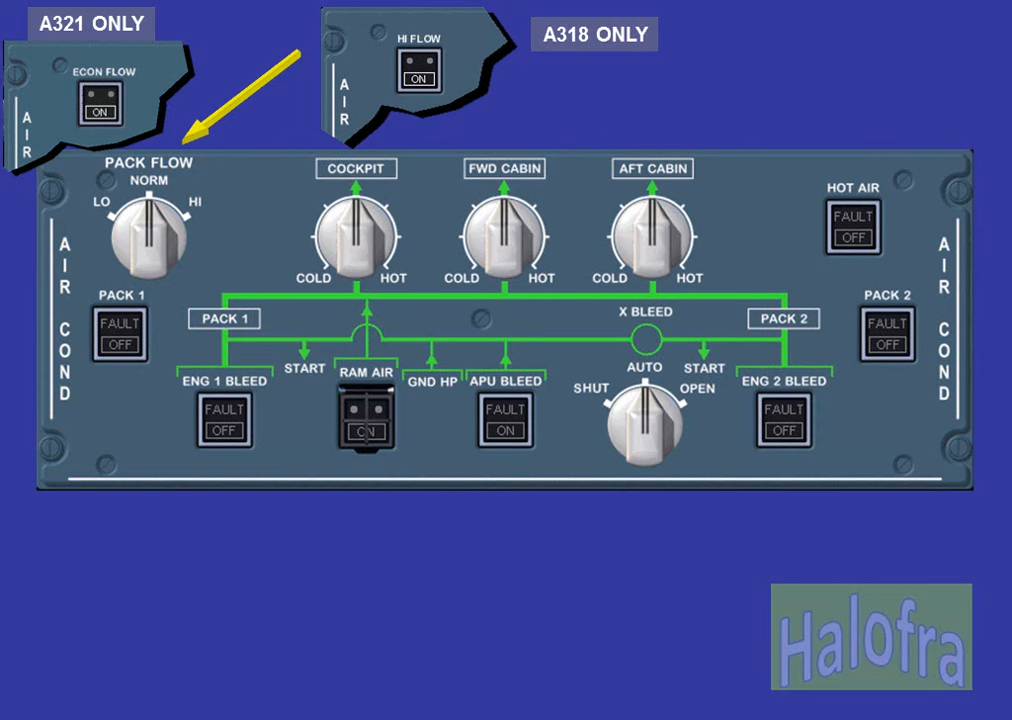 A321 ONLY
A318 ONLY
ECON FLOW
ON
AIR
HI FLOW
ON
AIR
PACK FLOW
LO
NORM
HI
COCKPIT
COLD
HOT
FWD CABIN
COLD
HOT
AFT CABIN
COLD
HOT
HOT AIR
FAULT
OFF
AIR COND
AIR COND
PACK 1
FAULT
OFF
PACK 2
FAULT
OFF
PACK 1
X BLEED
PACK 2
START
RAM AIR
GND HP
APU BLEED
START
ENG 1 BLEED
FAULT
OFF
ON
FAULT
ON
SHUT
AUTO
OPEN
ENG 2 BLEED
FAULT
OFF
Halofra